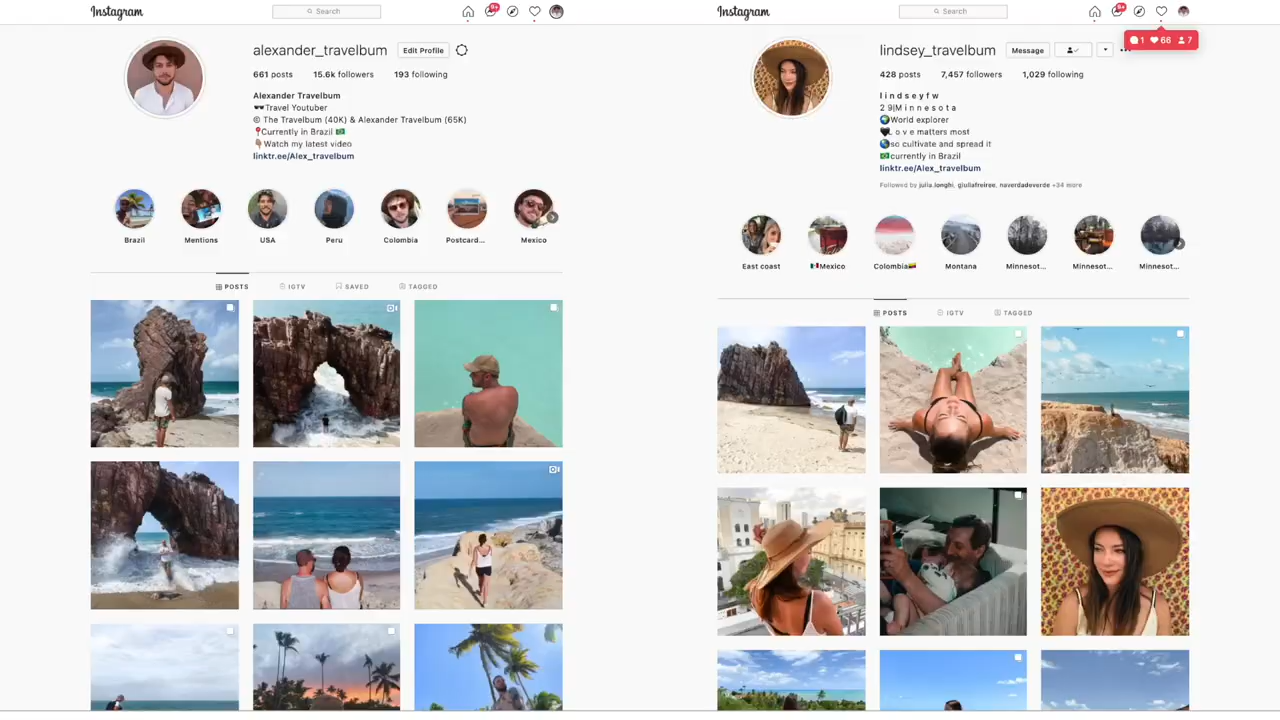 Instagram
Search
9+
alexander_travelbum
Edit Profile
661 posts 15.6k followers 193 following
Alexander Travelbum
🕶Travel Youtuber
© The Travelbum (40K) & Alexander Travelbum (65K)
📍Currently in Brazil 🇧🇷
👇🏽Watch my latest video
linktr.ee/Alex_travelbum
Brazil
Mentions
USA
Peru
Colombia
Postcard...
Mexico
POSTS
IGTV
SAVED
TAGGED
Instagram
Search
9+
1 66 7
lindsey_travelbum
Message
428 posts 7,457 followers 1,029 following
l i n d s e y f w
2 9|M i n n e s o t a
🌍World explorer
🖤L o v e matters most
🌎so cultivate and spread it
🇧🇷currently in Brazil
linktr.ee/Alex_travelbum
Followed by julia.longhi, giuliafreiree, naverdadeverde +34 more
East coast
🇲🇽Mexico
Colombia🇨🇴
Montana
Minnesot...
Minnesot...
Minnesot...
POSTS
IGTV
TAGGED